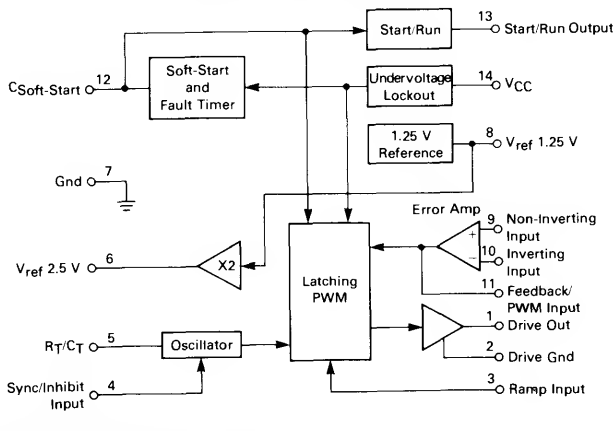 13
Start/Run
Start/Run Output
CSoft-Start
12
Soft-Start
and
Fault Timer
Undervoltage
Lockout
14
VCC
1.25 V
Reference
8
Vref 1.25 V
7
Gnd
Error Amp
9
Non-Inverting
Input
+
10
−
Inverting
Input
11
Feedback/
PWM Input
Vref 2.5 V
6
X2
Latching
PWM
1
Drive Out
RT/CT
5
Oscillator
2
Drive Gnd
Sync/Inhibit
Input
4
3
Ramp Input